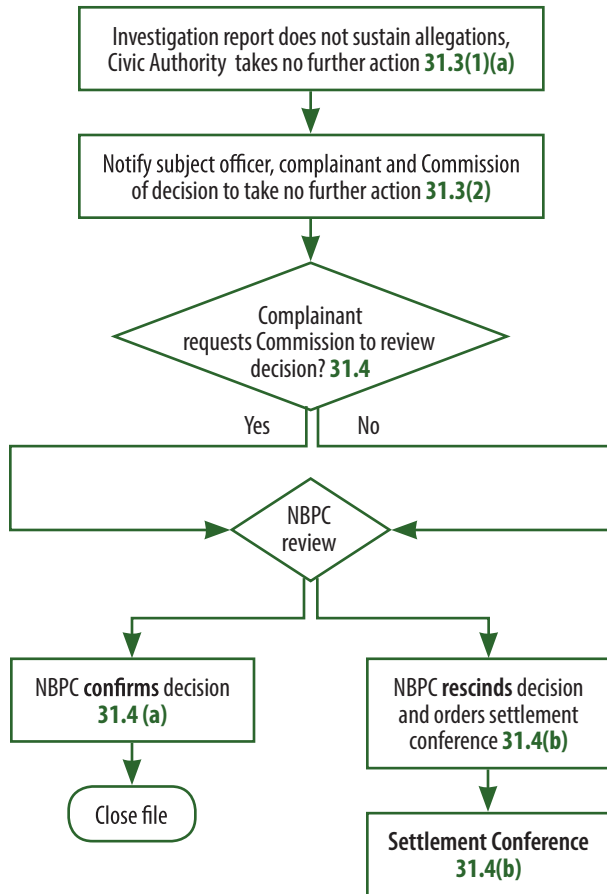 Investigation report does not sustain allegations,
Civic Authority takes no further action 31.3(1)(a)
Notify subject officer, complainant and Commission
of decision to take no further action 31.3(2)
Complainant
requests Commission to review
decision? 31.4
Yes
No
NBPC
review
NBPC confirms decision
31.4 (a)
Close file
NBPC rescinds decision
and orders settlement
conference 31.4(b)
Settlement Conference
31.4(b)